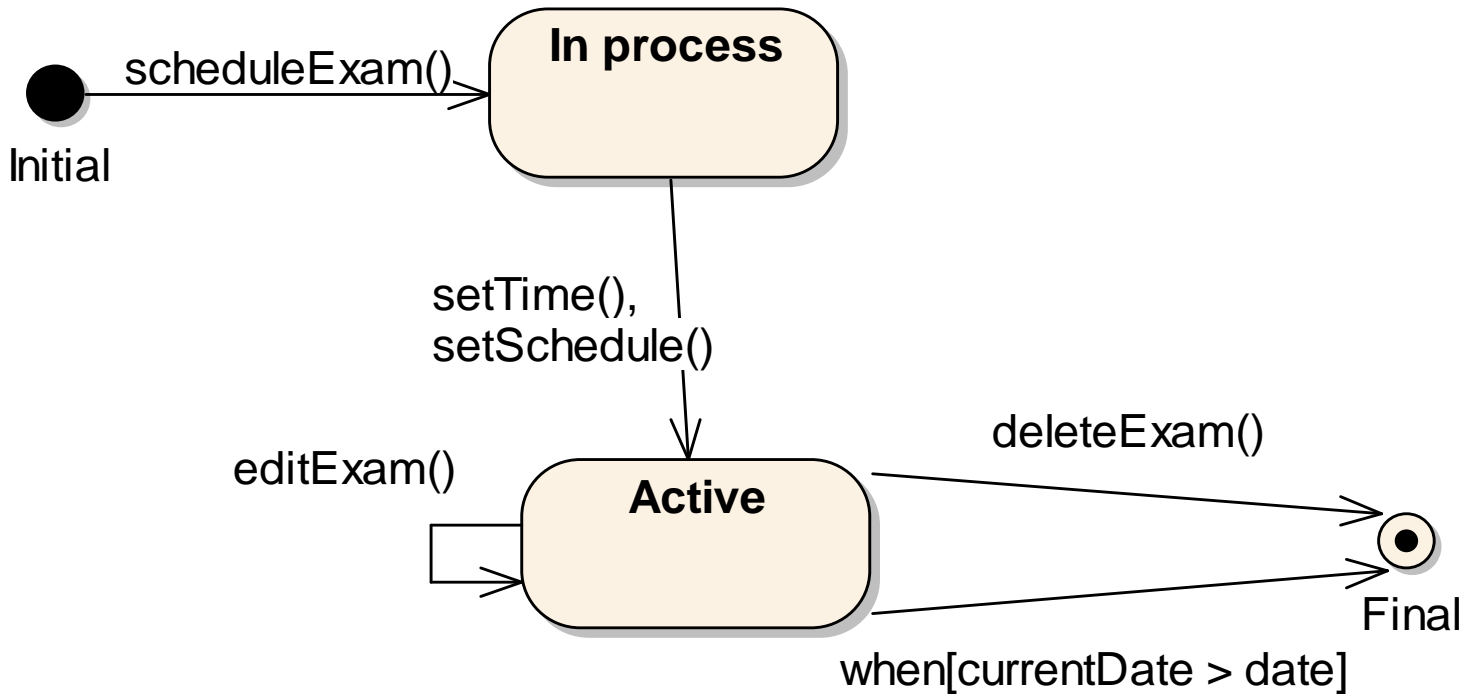 In process
scheduleExam()
Initial
setTime(),
setSchedule()
deleteExam()
editExam()
Active
Final
when[currentDate > date]